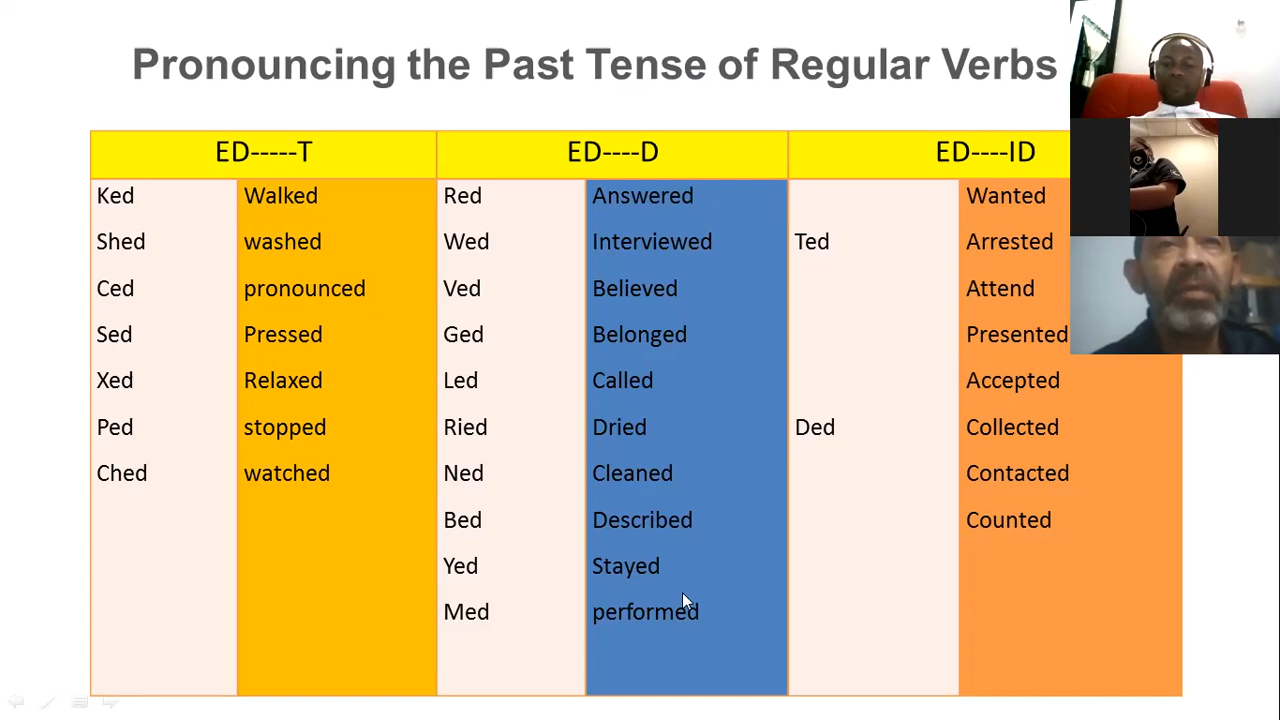 Pronouncing the Past Tense of Regular Verbs
ED-----T ED----D ED----ID
Ked Walked Red Answered Wanted
Shed washed Wed Interviewed Ted Arrested
Ced pronounced Ved Believed Attend
Sed Pressed Ged Belonged Presented
Xed Relaxed Led Called Accepted
Ped stopped Ried Dried Ded Collected
Ched watched Ned Cleaned Contacted
Bed Described Counted
Yed Stayed
Med performed